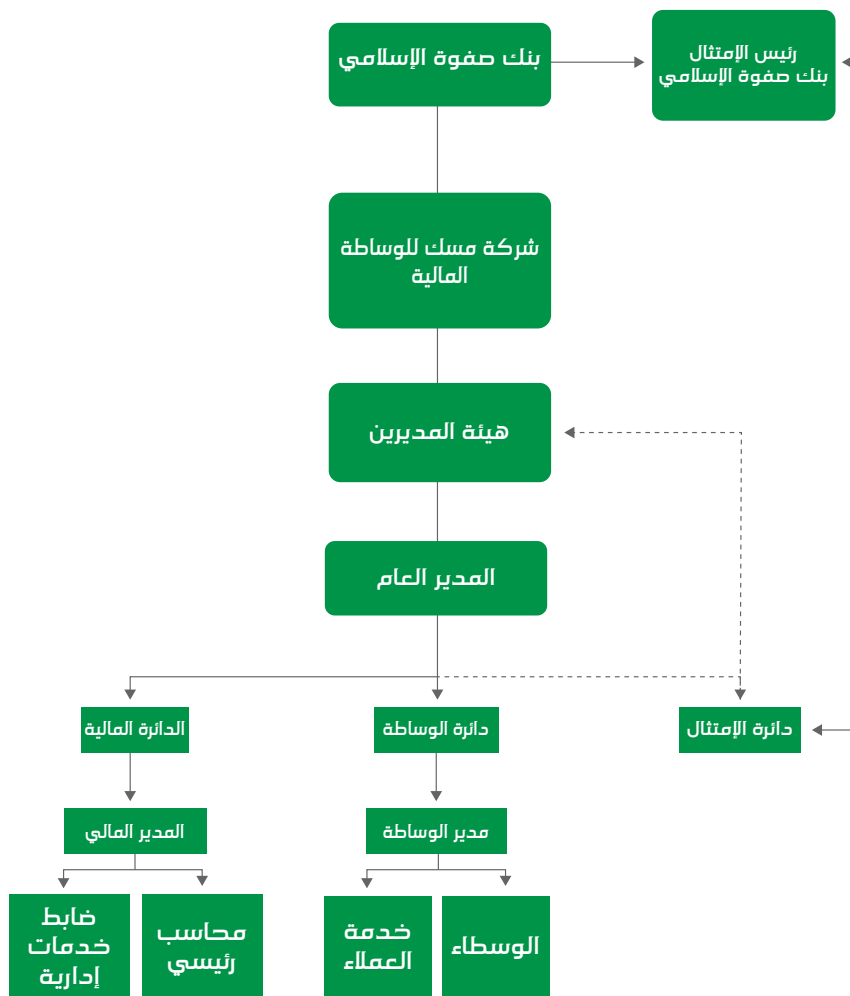 بنك صفوة الإسلامي
رئيس الإمتثال
بنك صفوة الإسلامي
شركة مسك للوساطة
المالية
هيئة المديرين
المدير العام
دائرة الإمتثال
دائرة الوساطة
الدائرة المالية
مدير الوساطة
المدير المالي
الوسطاء
خدمة
العملاء
محاسب
رئيسي
ضابط
خدمات
إدارية